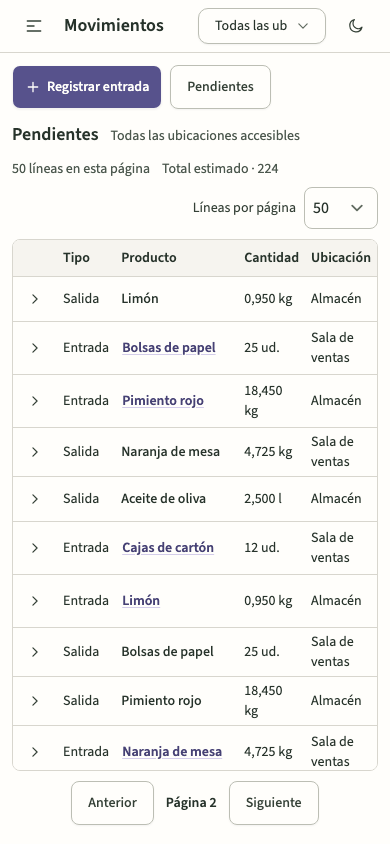 Movimientos Todas las ub
+ Registrar entrada Pendientes
Pendientes Todas las ubicaciones accesibles
50 líneas en esta página Total estimado · 224
Líneas por página 50
Tipo Producto Cantidad Ubicación
Salida Limón 0,950 kg Almacén
Entrada Bolsas de papel 25 ud. Sala de ventas
Entrada Pimiento rojo 18,450 kg Almacén
Salida Naranja de mesa 4,725 kg Sala de ventas
Salida Aceite de oliva 2,500 l Almacén
Entrada Cajas de cartón 12 ud. Sala de ventas
Entrada Limón 0,950 kg Almacén
Salida Bolsas de papel 25 ud. Sala de ventas
Salida Pimiento rojo 18,450 kg Almacén
Entrada Naranja de mesa 4,725 kg Sala de ventas
Anterior Página 2 Siguiente